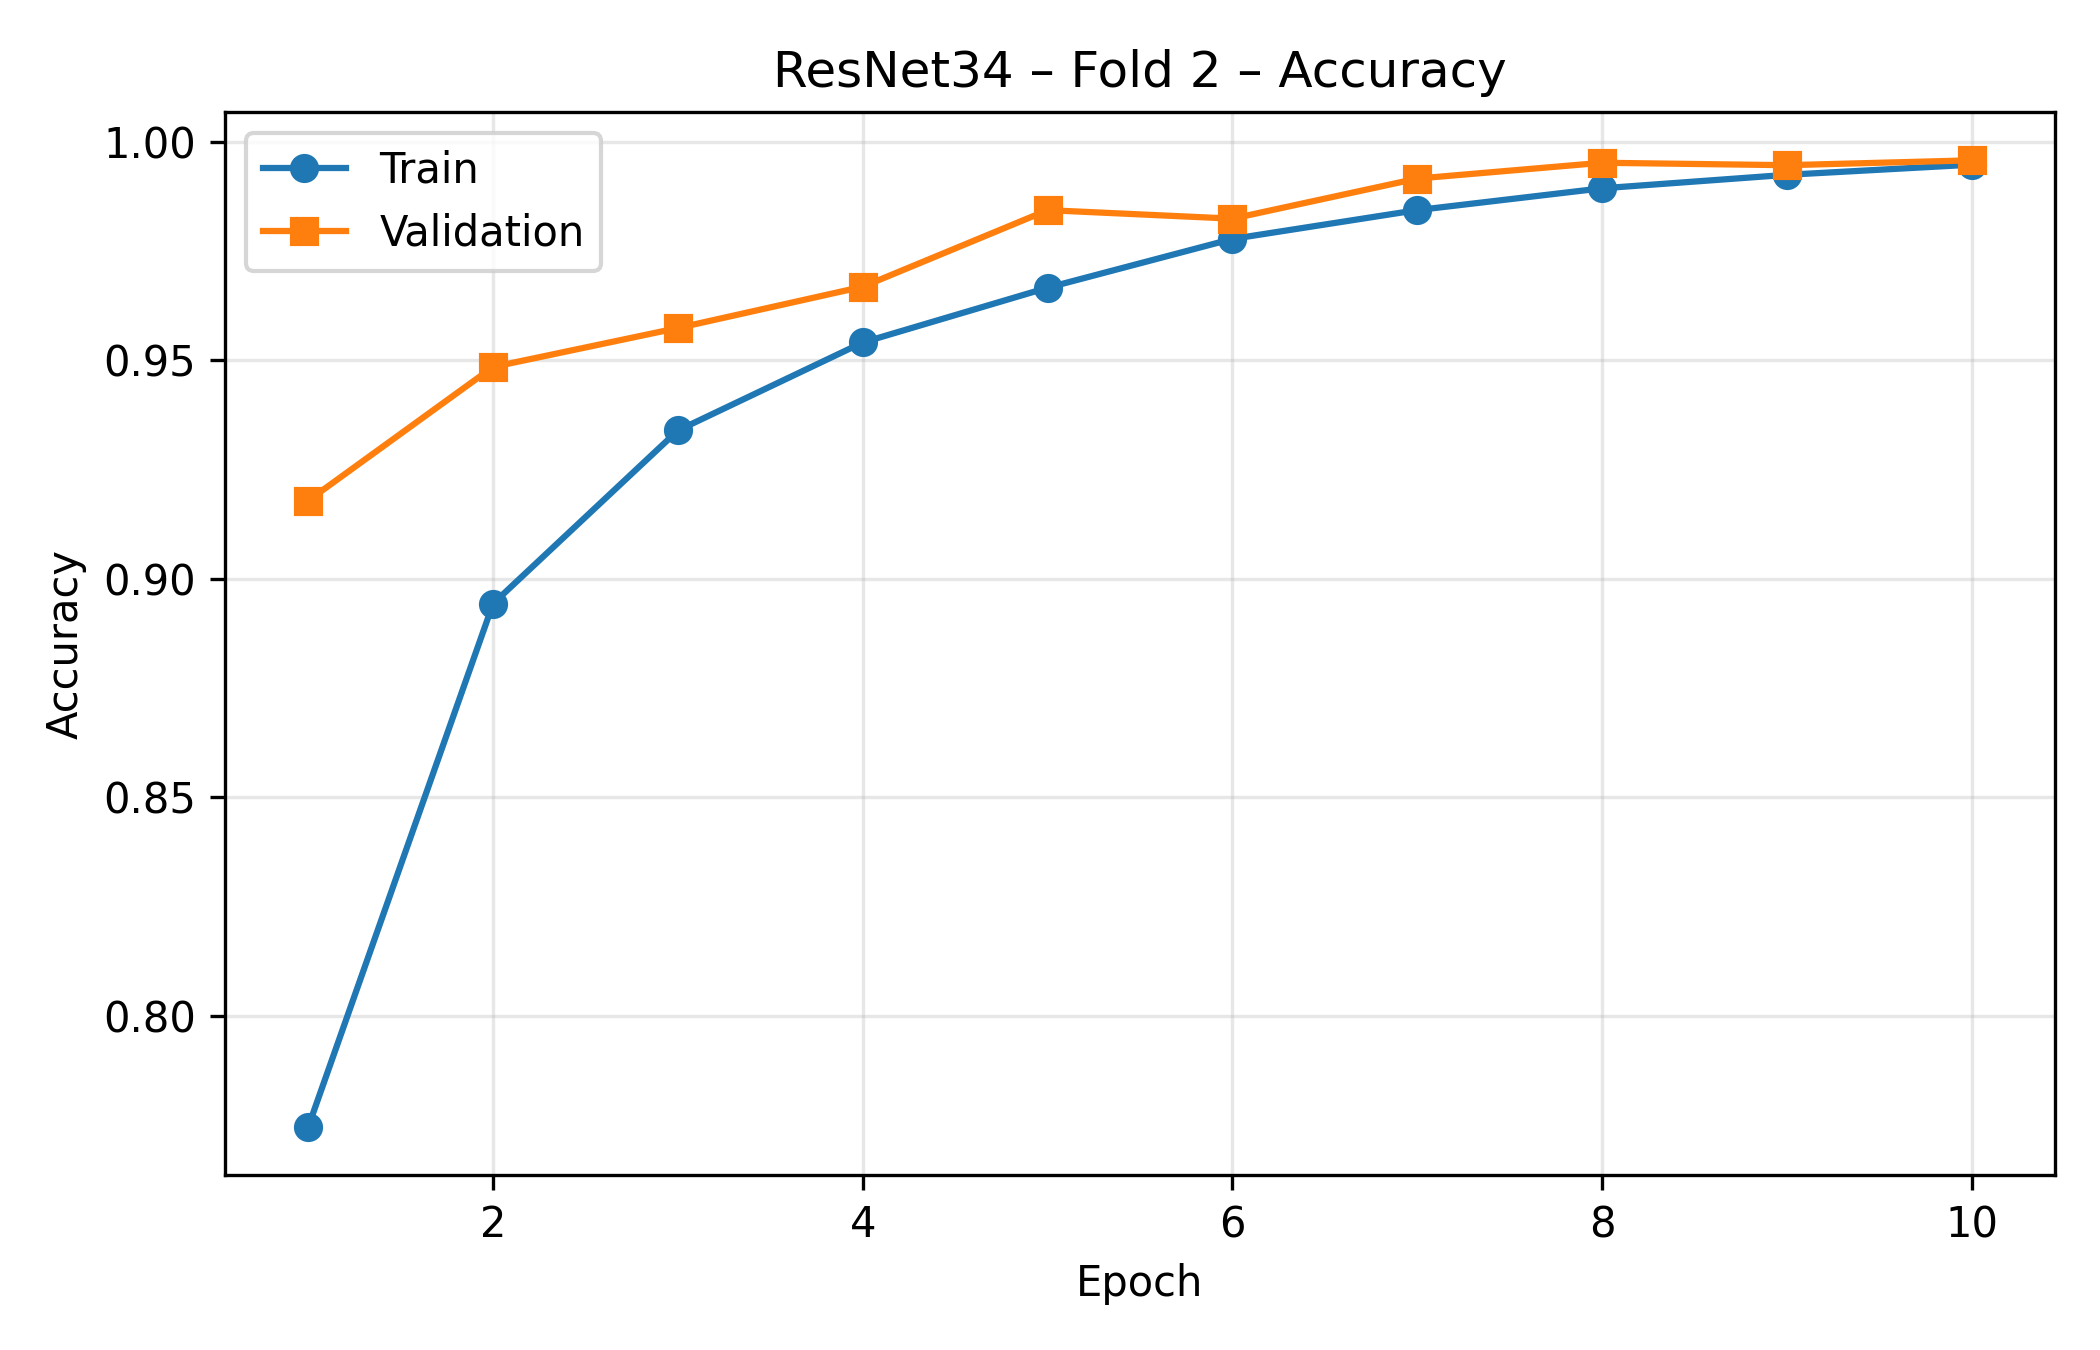 ResNet34 – Fold 2 – Accuracy
Train
Validation
Accuracy
1.00
0.95
0.90
0.85
0.80
2 4 6 8 10
Epoch